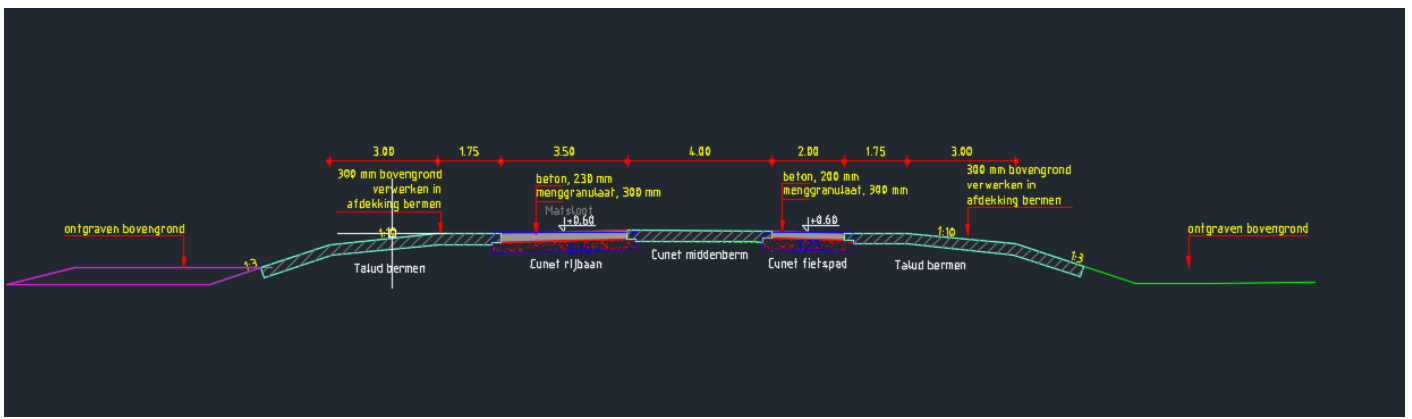 3.00 1.75 3.50 4.00 2.00 1.75 3.00
300 mm bovengrond
verwerken in
afdekking bermen
beton, 230 mm
menggranulaat, 300 mm
Matsloot
+0.60
beton, 200 mm
menggranulaat, 300 mm
+0.60
300 mm bovengrond
verwerken in
afdekking bermen
ontgraven bovengrond
ontgraven bovengrond
1:10
1:3
1:3
Talud bermen
Cunet rijbaan
Cunet middenberm
Cunet fietspad
Talud bermen